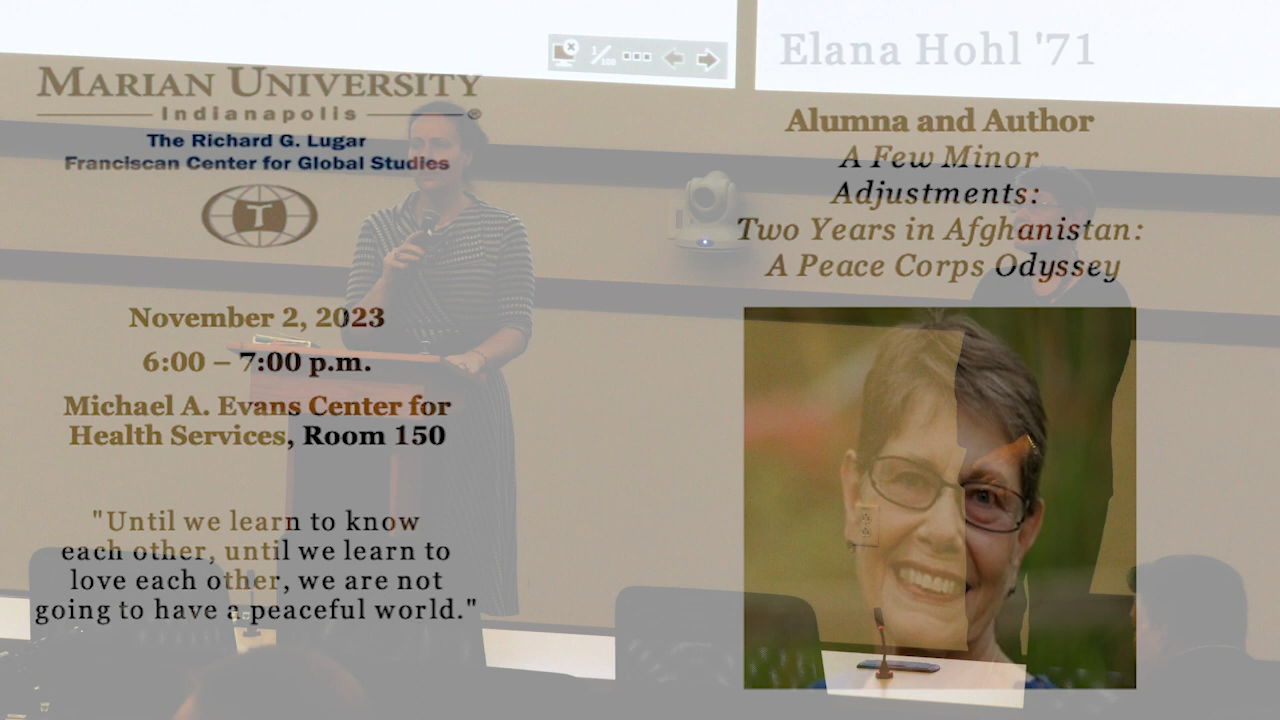 MARIAN UNIVERSITY
Indianapolis ®
The Richard G. Lugar
Franciscan Center for Global Studies
T
November 2, 2023
6:00 – 7:00 p.m.
Michael A. Evans Center for
Health Services, Room 150
"Until we learn to know
each other, until we learn to
love each other, we are not
going to have a peaceful world."
1/100
Elana Hohl '71
Alumna and Author
A Few Minor
Adjustments:
Two Years in Afghanistan:
A Peace Corps Odyssey